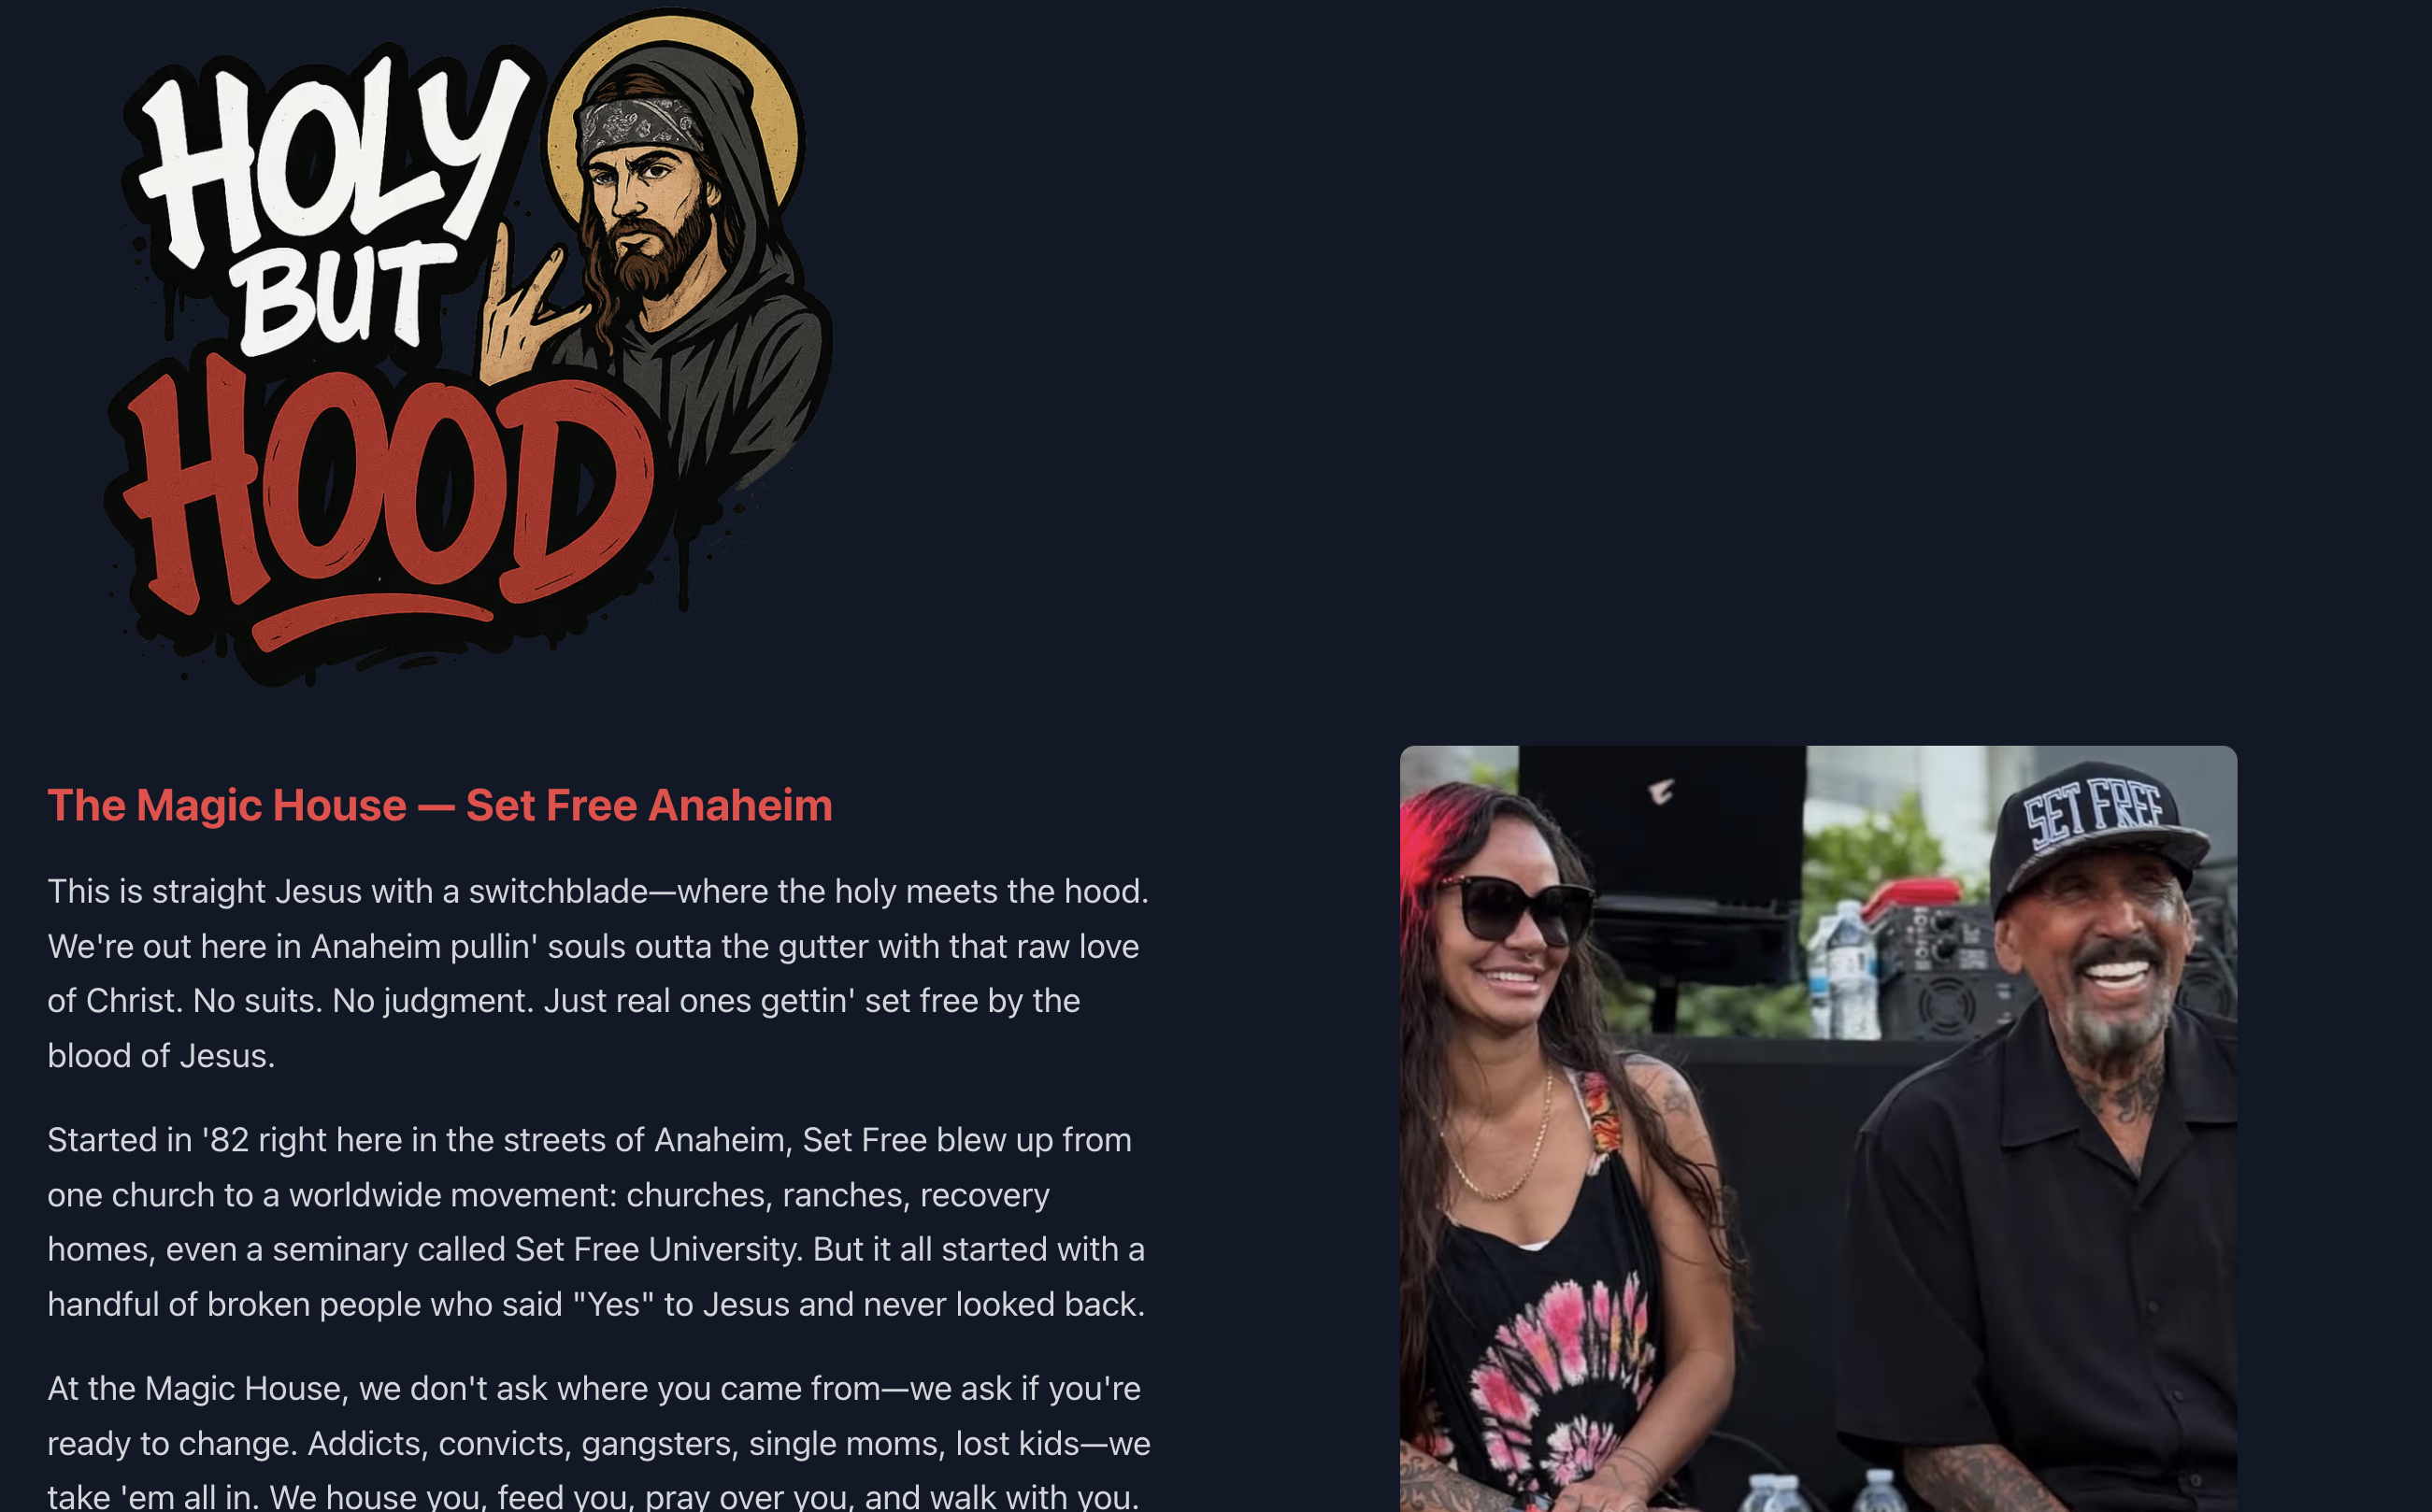 HOLY
BUT
HOOD
The Magic House — Set Free Anaheim
This is straight Jesus with a switchblade—where the holy meets the hood.
We're out here in Anaheim pullin' souls outta the gutter with that raw love
of Christ. No suits. No judgment. Just real ones gettin' set free by the
blood of Jesus.
Started in '82 right here in the streets of Anaheim, Set Free blew up from
one church to a worldwide movement: churches, ranches, recovery
homes, even a seminary called Set Free University. But it all started with a
handful of broken people who said "Yes" to Jesus and never looked back.
At the Magic House, we don't ask where you came from—we ask if you're
ready to change. Addicts, convicts, gangsters, single moms, lost kids—we
take 'em all in. We house you, feed you, pray over you, and walk with you.
SET FREE